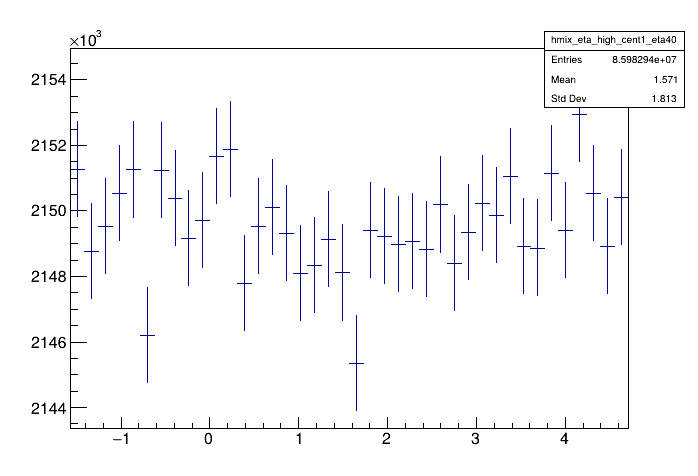 ×10³
hmix_eta_high_cent1_eta40
Entries 8.598294e+07
Mean 1.571
Std Dev 1.813
2154
2152
2150
2148
2146
2144
−1 0 1 2 3 4